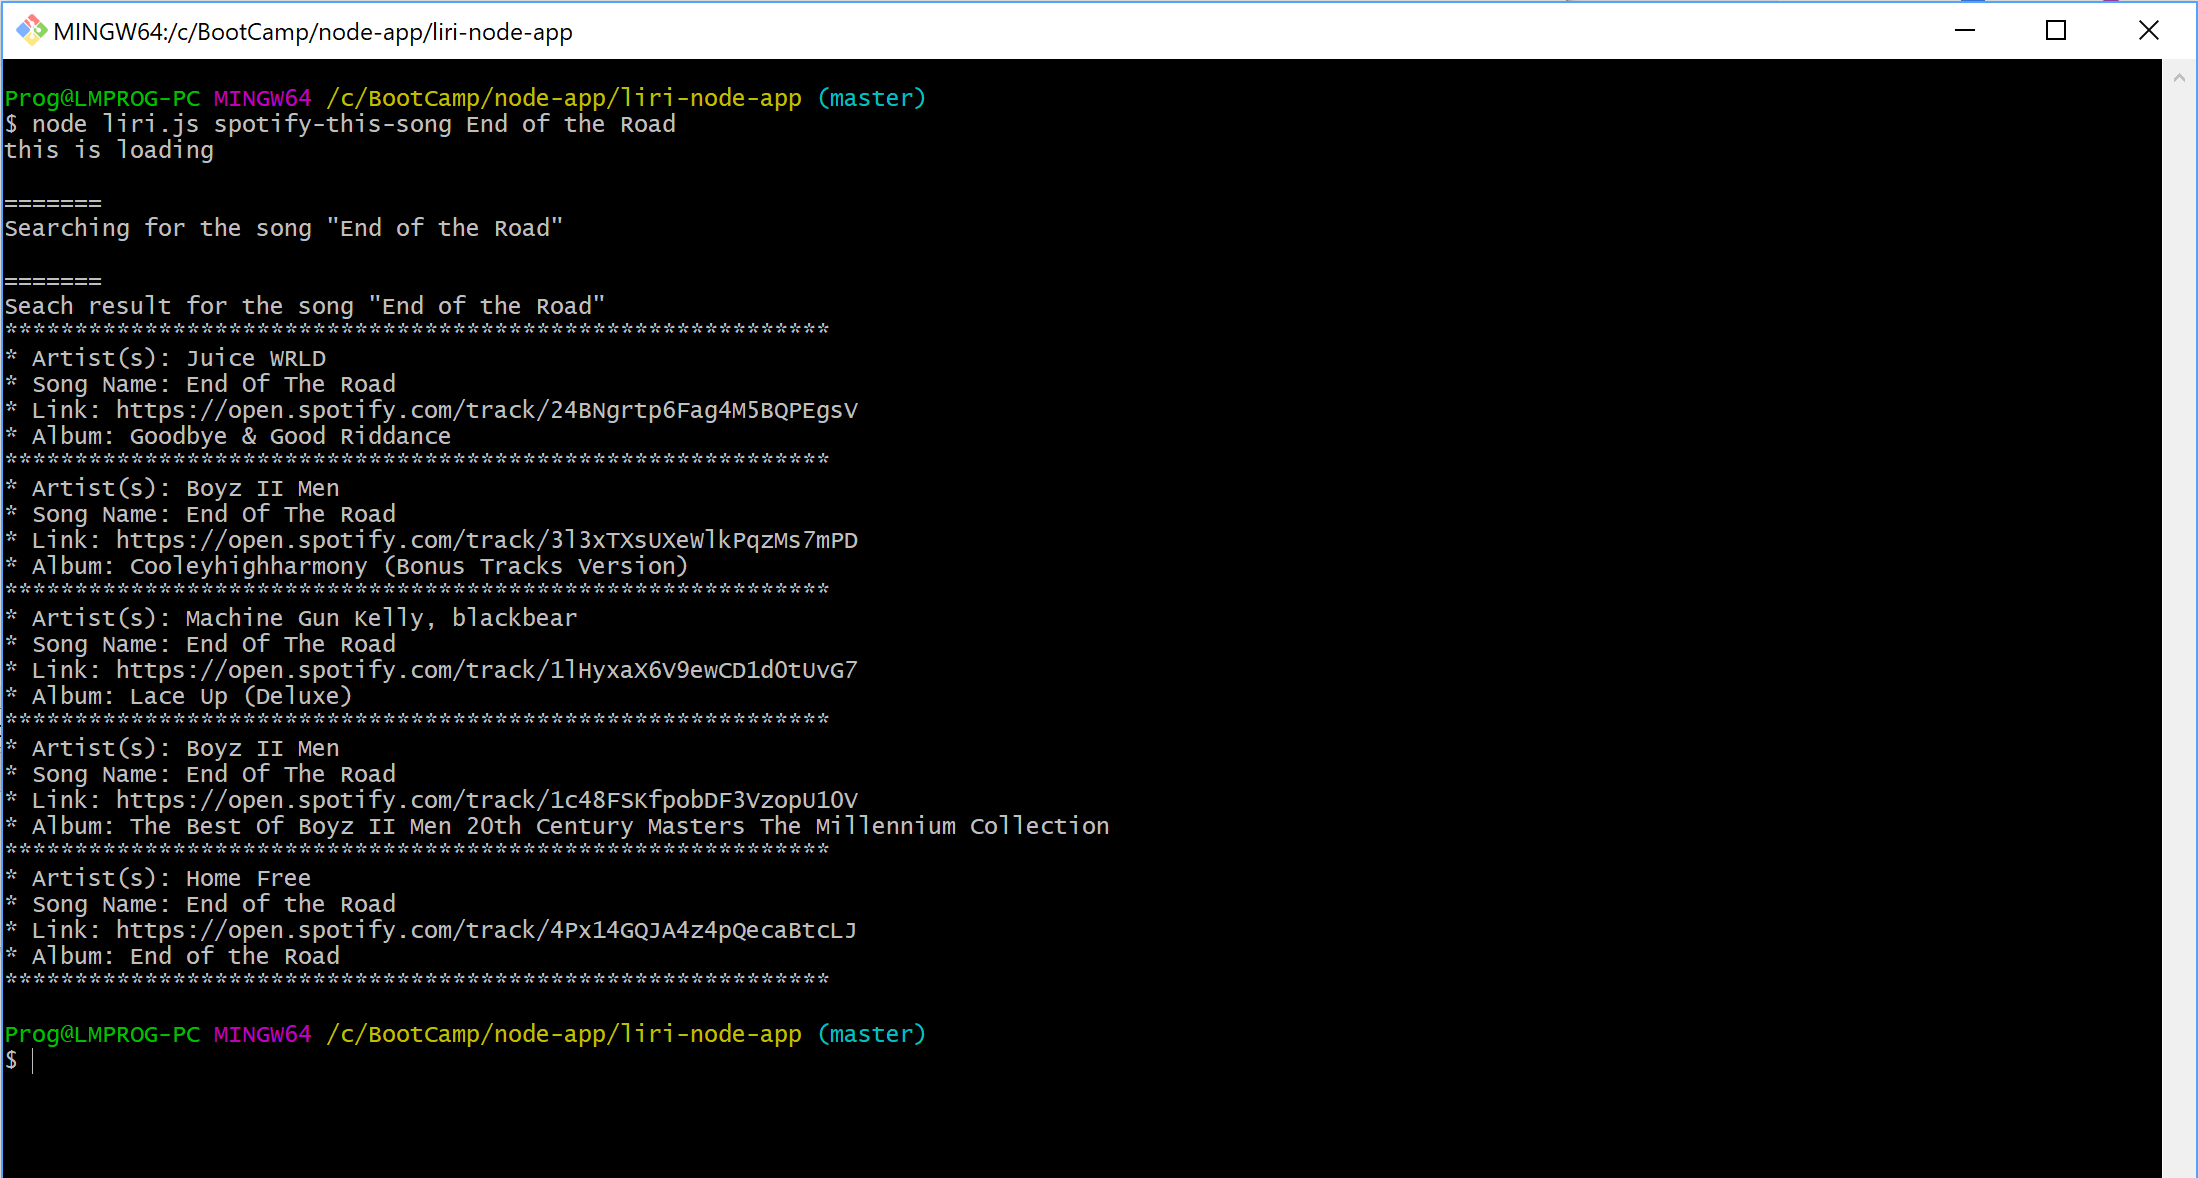 MINGW64:/c/BootCamp/node-app/liri-node-app
Prog@LMPROG-PC MINGW64 /c/BootCamp/node-app/liri-node-app (master)
$ node liri.js spotify-this-song End of the Road
this is loading
=======
Searching for the song "End of the Road"
=======
Seach result for the song "End of the Road"
***********************************************************
* Artist(s): Juice WRLD
* Song Name: End Of The Road
* Link: https://open.spotify.com/track/24BNgrtp6Fag4M5BQPEgsV
* Album: Goodbye & Good Riddance
***********************************************************
* Artist(s): Boyz II Men
* Song Name: End Of The Road
* Link: https://open.spotify.com/track/3l3xTXsUXeWlkPqzMs7mPD
* Album: Cooleyhighharmony (Bonus Tracks Version)
***********************************************************
* Artist(s): Machine Gun Kelly, blackbear
* Song Name: End Of The Road
* Link: https://open.spotify.com/track/1lHyxaX6V9ewCD1d0tUvG7
* Album: Lace Up (Deluxe)
***********************************************************
* Artist(s): Boyz II Men
* Song Name: End Of The Road
* Link: https://open.spotify.com/track/1c48FSKfpobDF3VzopU10V
* Album: The Best Of Boyz II Men 20th Century Masters The Millennium Collection
***********************************************************
* Artist(s): Home Free
* Song Name: End of the Road
* Link: https://open.spotify.com/track/4Px14GQJA4z4pQecaBtcLJ
* Album: End of the Road
***********************************************************
Prog@LMPROG-PC MINGW64 /c/BootCamp/node-app/liri-node-app (master)
$